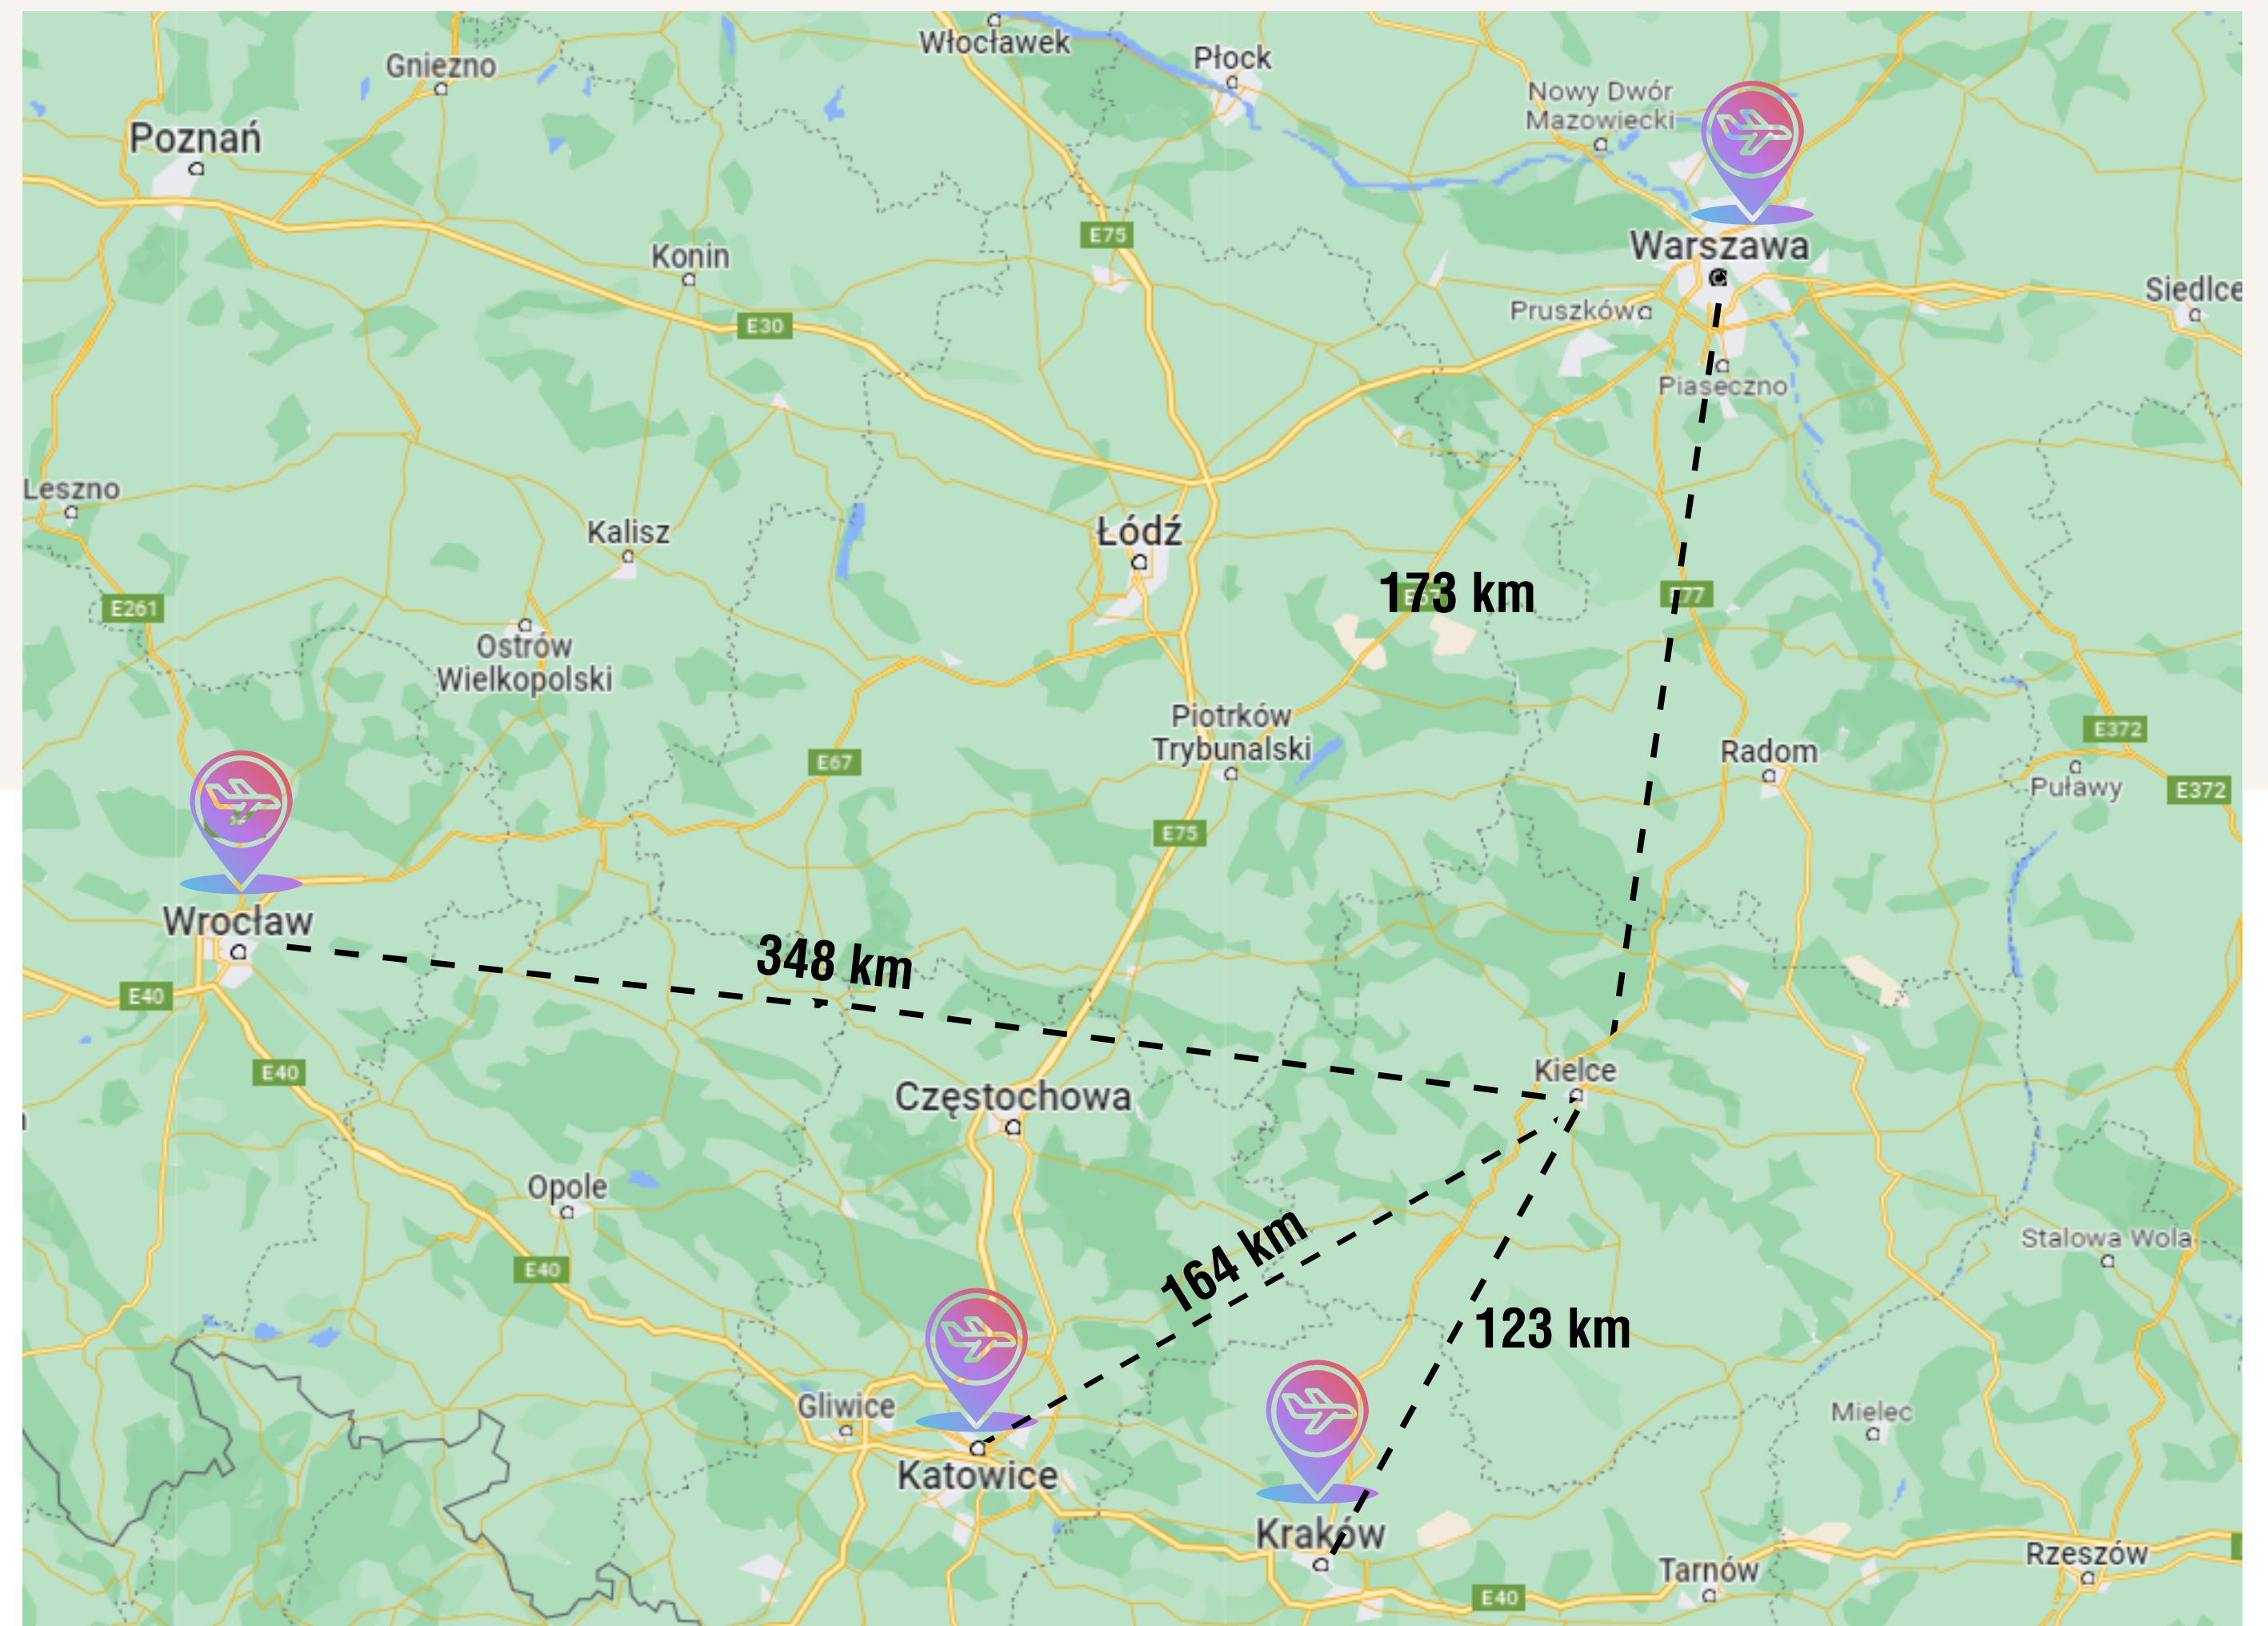 Włocławek
Płock
Gniezno
Nowy Dwór
Mazowiecki
Poznań
E75
Warszawa
Konin
Siedlce
Pruszków
E30
Piaseczno
Leszno
Kalisz
Łódź
173 km
E67
E77
E261
Ostrów
Wielkopolski
Piotrków
Trybunalski
E372
Radom
E67
Puławy
E372
E75
Wrocław
348 km
E40
Kielce
E40
Częstochowa
Opole
164 km
Stalowa Wola
E40
123 km
Gliwice
Mielec
Katowice
Kraków
Rzeszów
Tarnów
E40